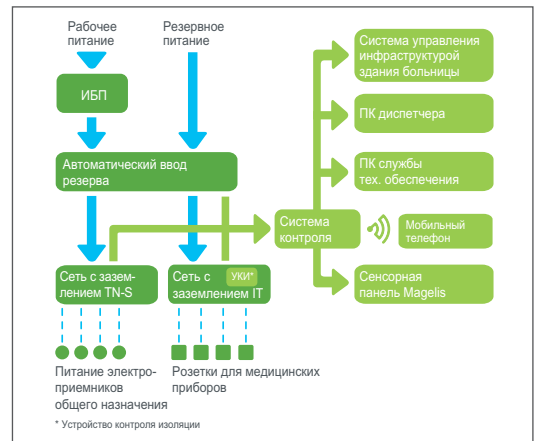 Рабочее
питание
Резервное
питание
ИБП
Автоматический ввод
резерва
Сеть с зазем-
лением TN-S
Сеть с
заземлением IT
УКИ*
Питание электро-
приемников
общего назначения
Розетки для медицинских
приборов
* Устройство контроля изоляции
Система
контроля
Система управления
инфраструктурой
здания больницы
ПК диспетчера
ПК службы
тех. обеспечения
Мобильный
телефон
Сенсорная
панель Magelis